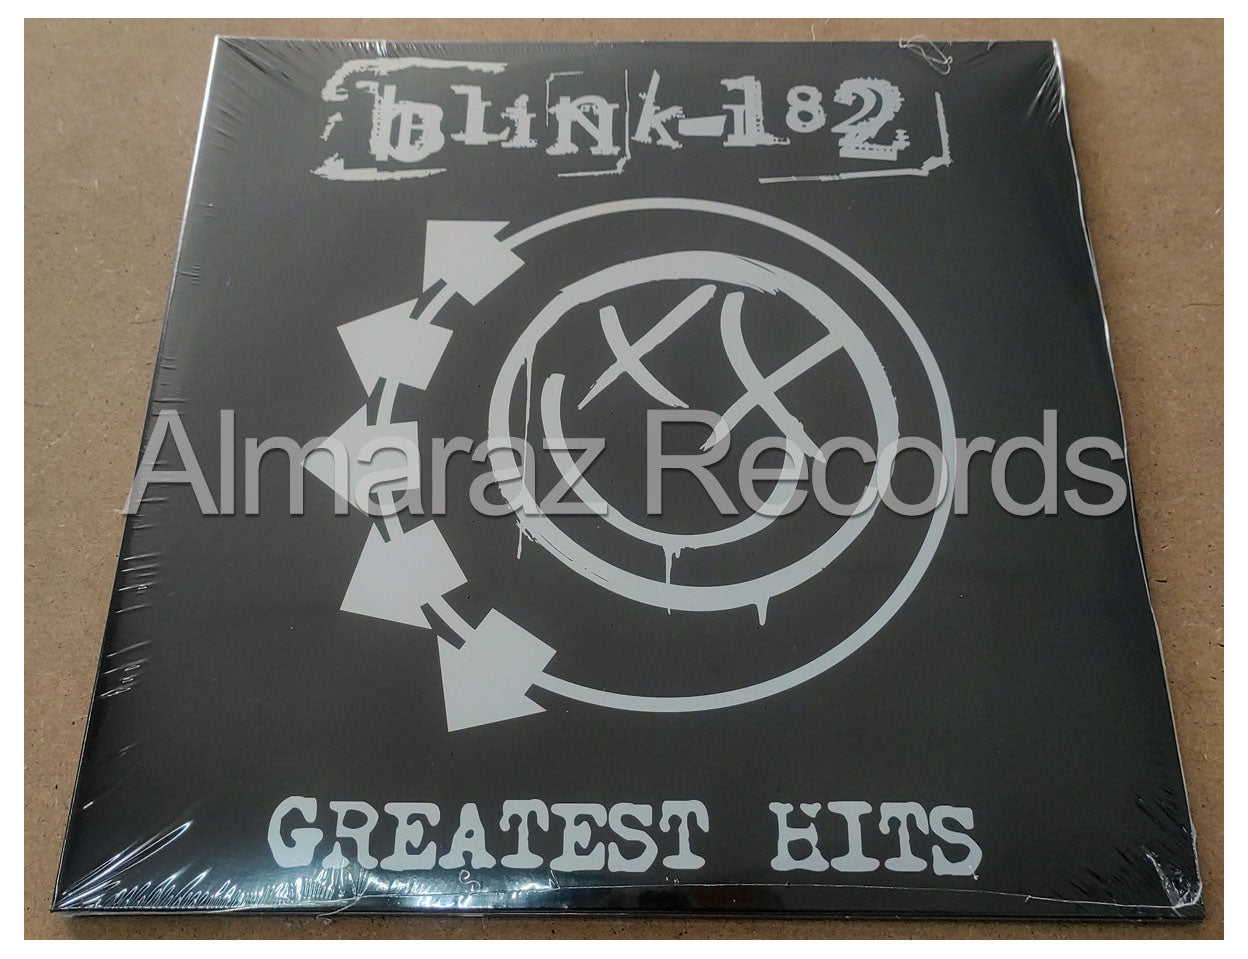 blink-182
Almaraz Records
GREATEST HITS